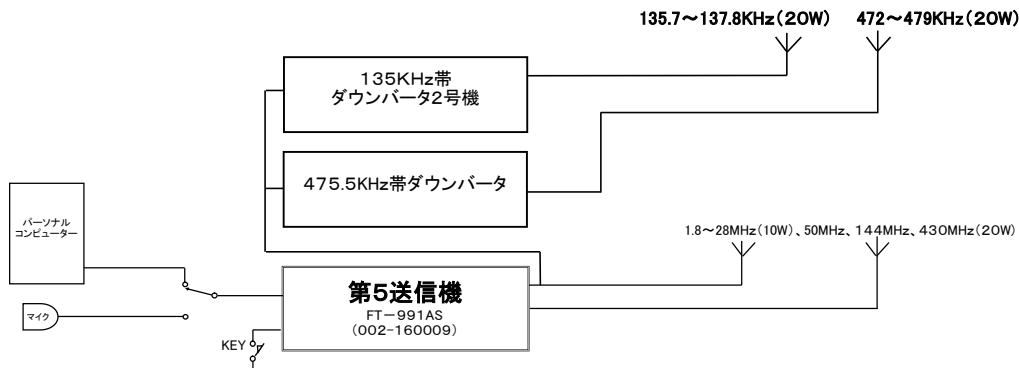 135.7～137.8KHz(20W) 472～479KHz(20W)
135KHz帯
ダウンバータ2号機
475.5KHz帯ダウンバータ
パーソナル
コンピューター
1.8～28MHz(10W)、50MHz、144MHz、430MHz(20W)
第5送信機
FT－991AS
(002-160009)
マイク
KEY